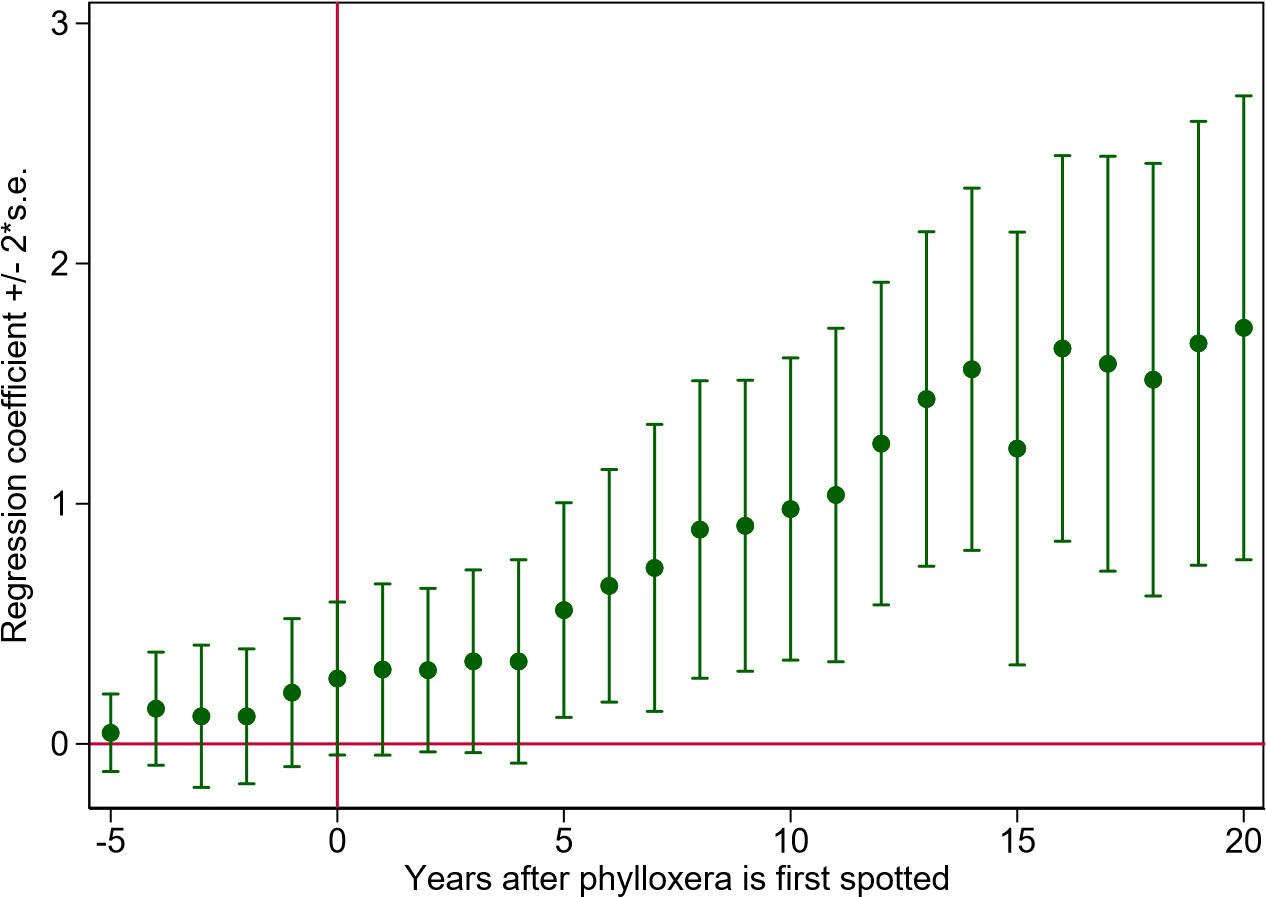 Regression coefficient +/- 2*s.e.
3
2
1
0
-5 0 5 10 15 20
Years after phylloxera is first spotted